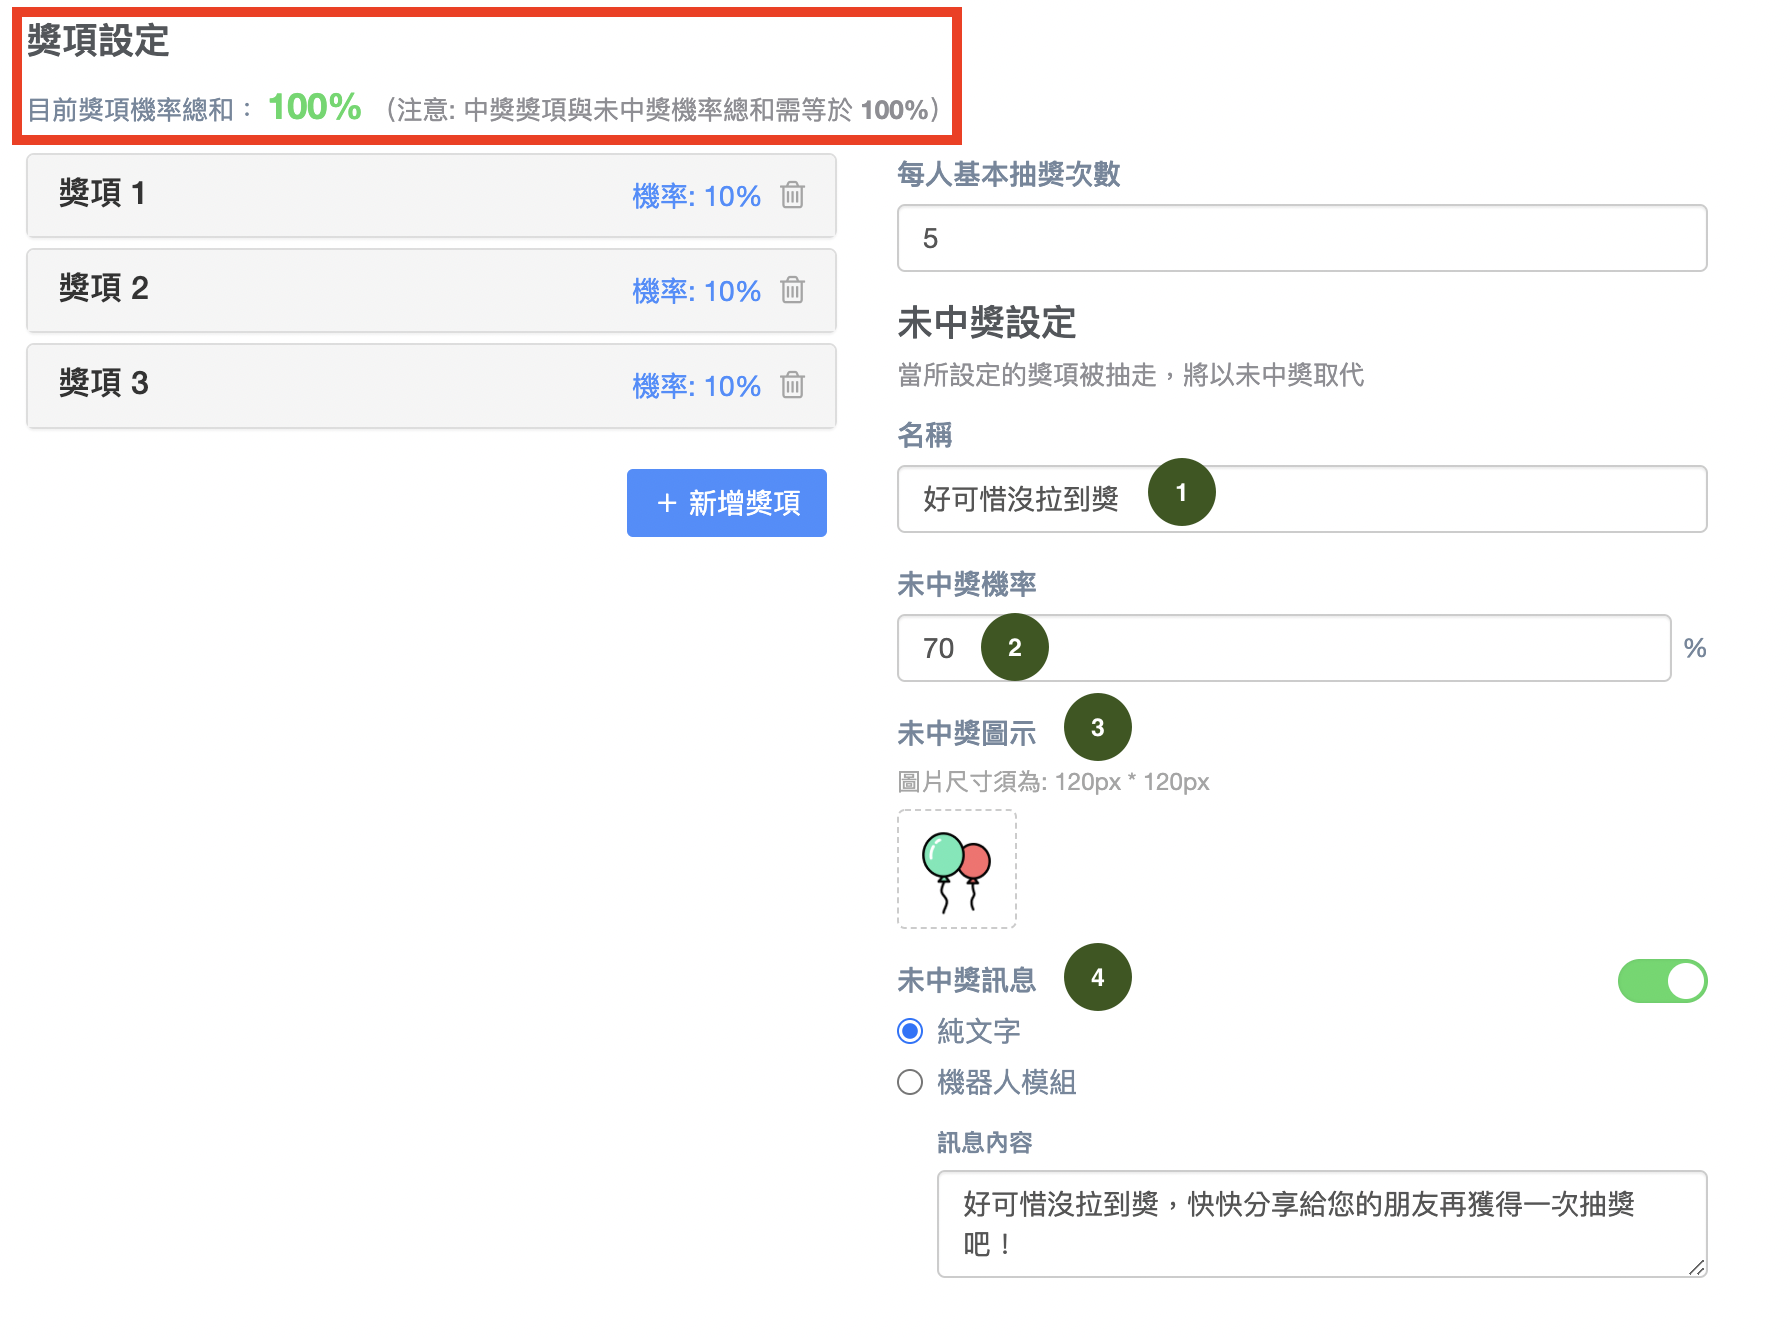 獎項設定
目前獎項機率總和： 100% （注意: 中獎獎項與未中獎機率總和需等於 100%）
獎項 1 機率: 10%
獎項 2 機率: 10%
獎項 3 機率: 10%
+ 新增獎項
每人基本抽獎次數
5
未中獎設定
當所設定的獎項被抽走，將以未中獎取代
名稱
好可惜沒拉到獎 1
未中獎機率
70 2 %
未中獎圖示 3
圖片尺寸須為: 120px * 120px
未中獎訊息 4
純文字
機器人模組
訊息內容
好可惜沒拉到獎，快快分享給您的朋友再獲得一次抽獎
吧！